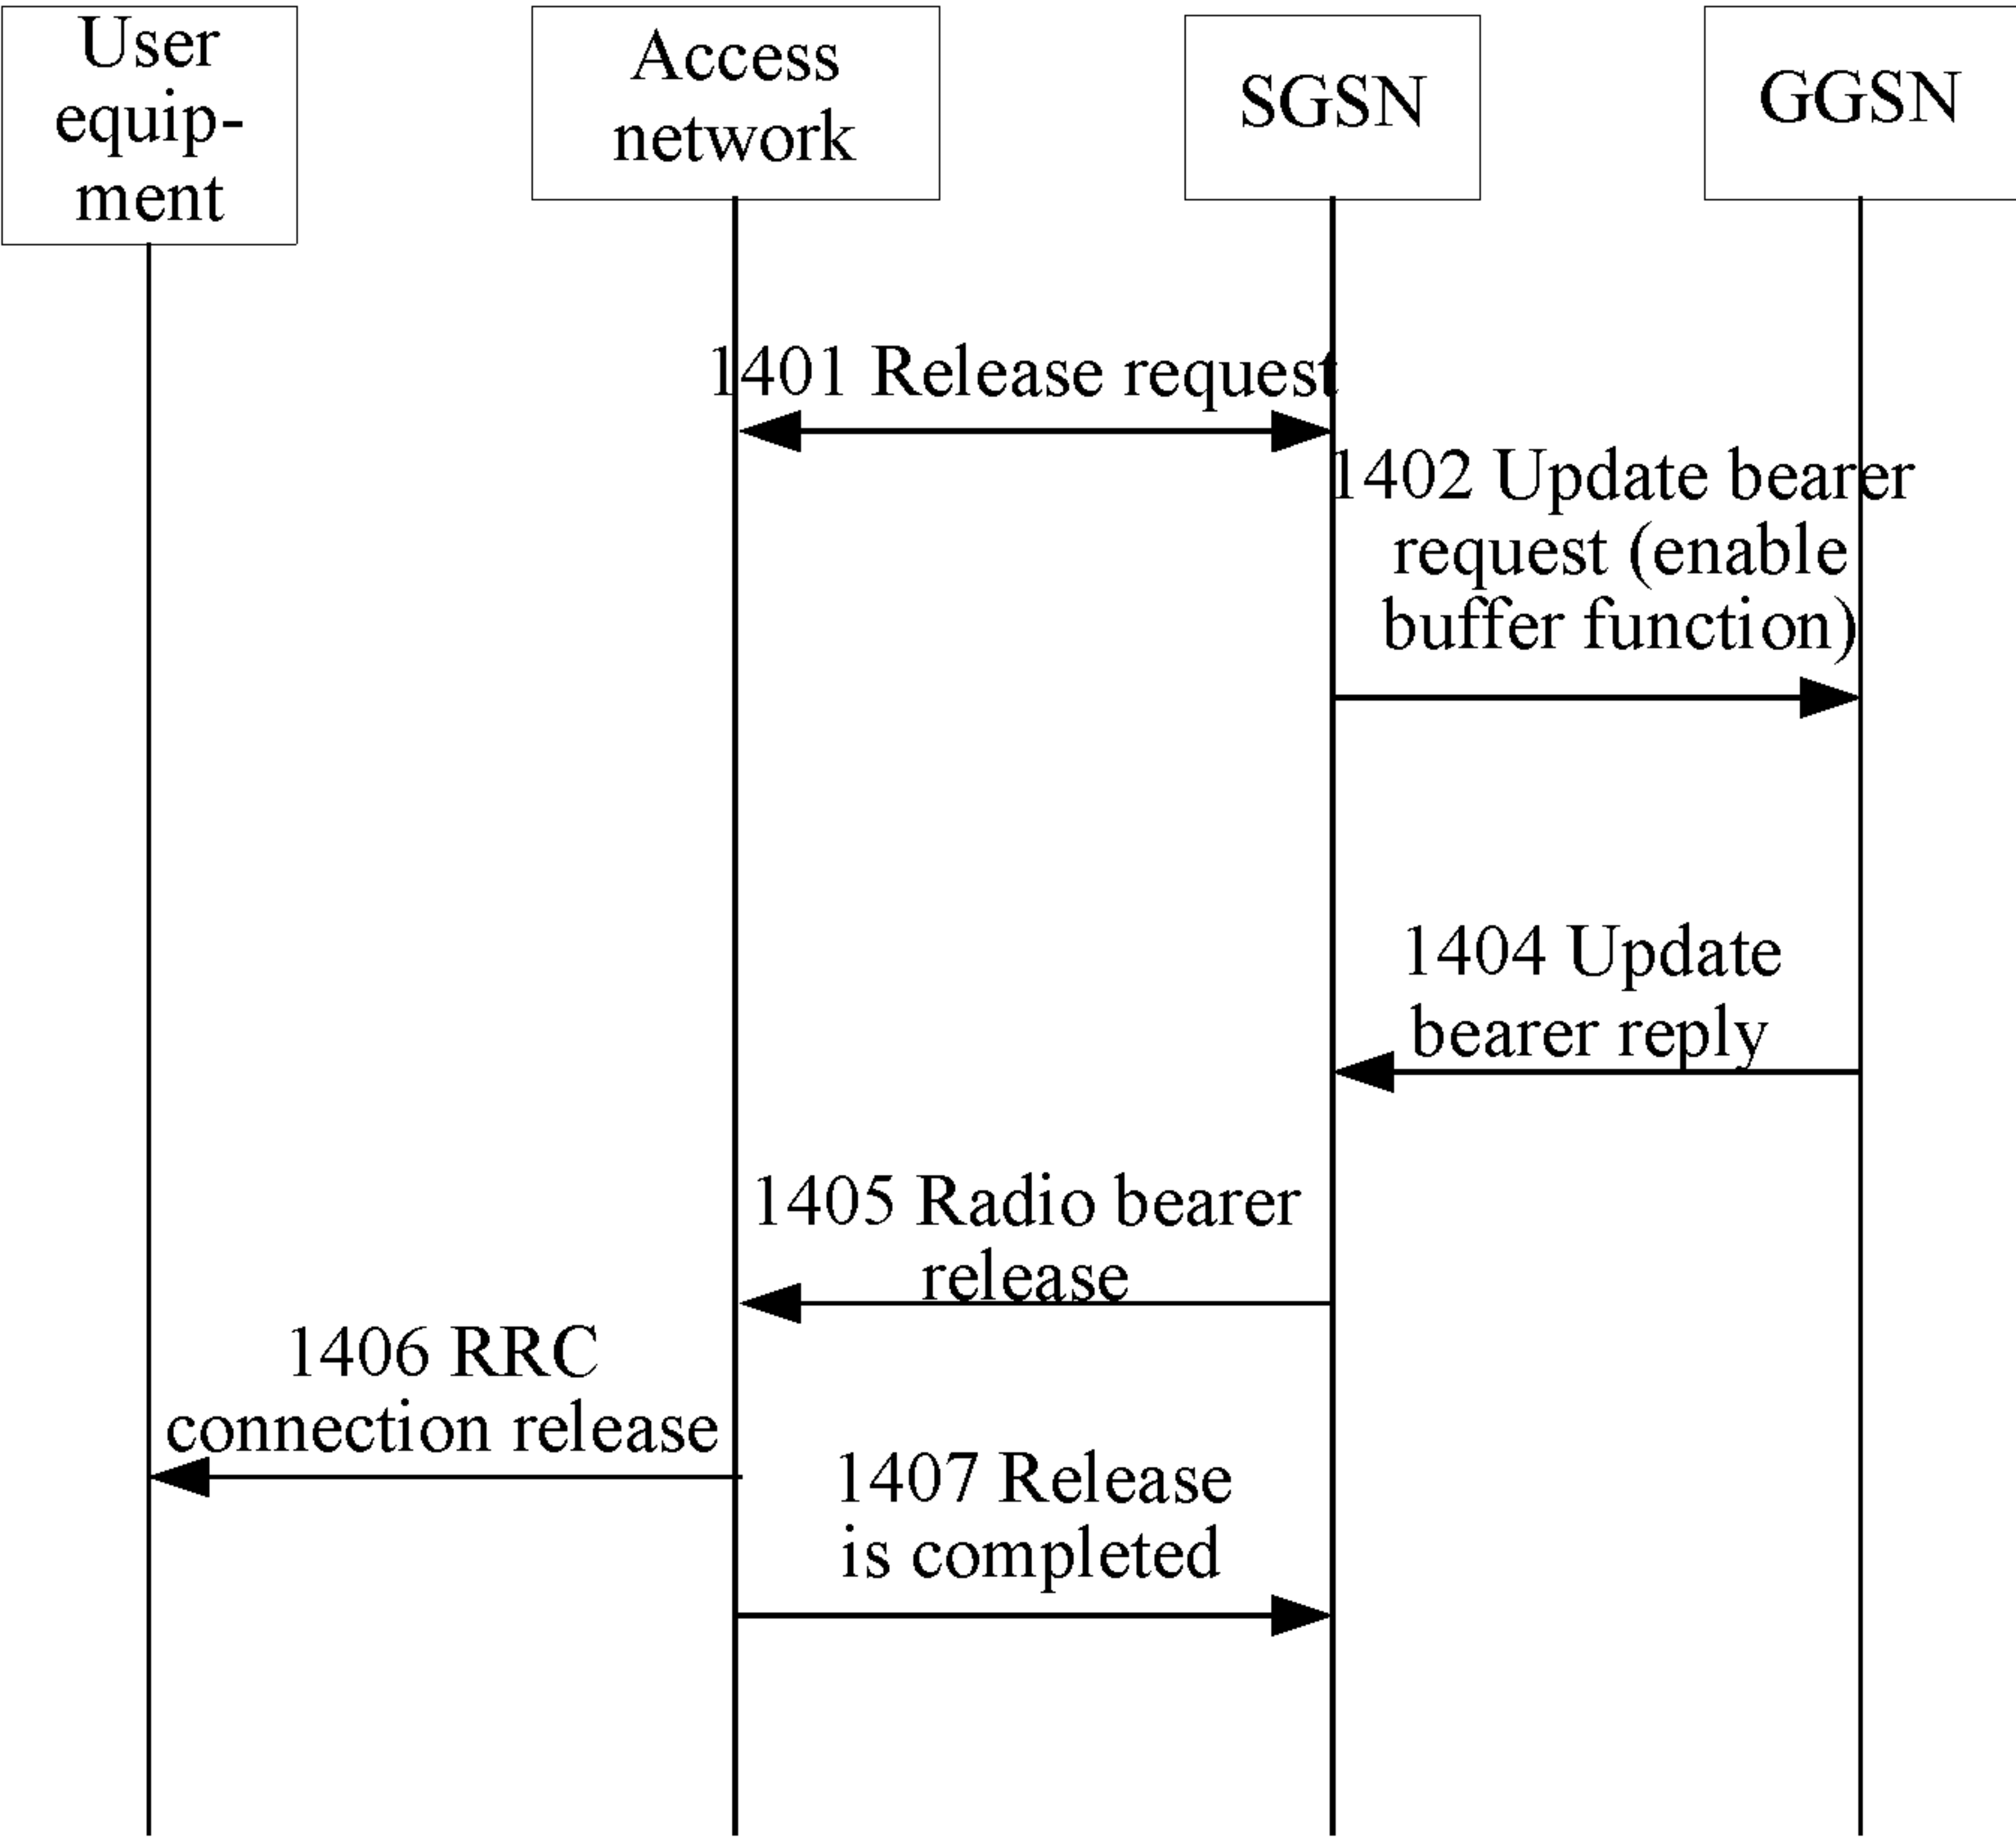 User
equip-
ment
Access
network
SGSN
GGSN
1401 Release request
1402 Update bearer
request (enable
buffer function)
1404 Update
bearer reply
1405 Radio bearer
release
1406 RRC
connection release
1407 Release
is completed